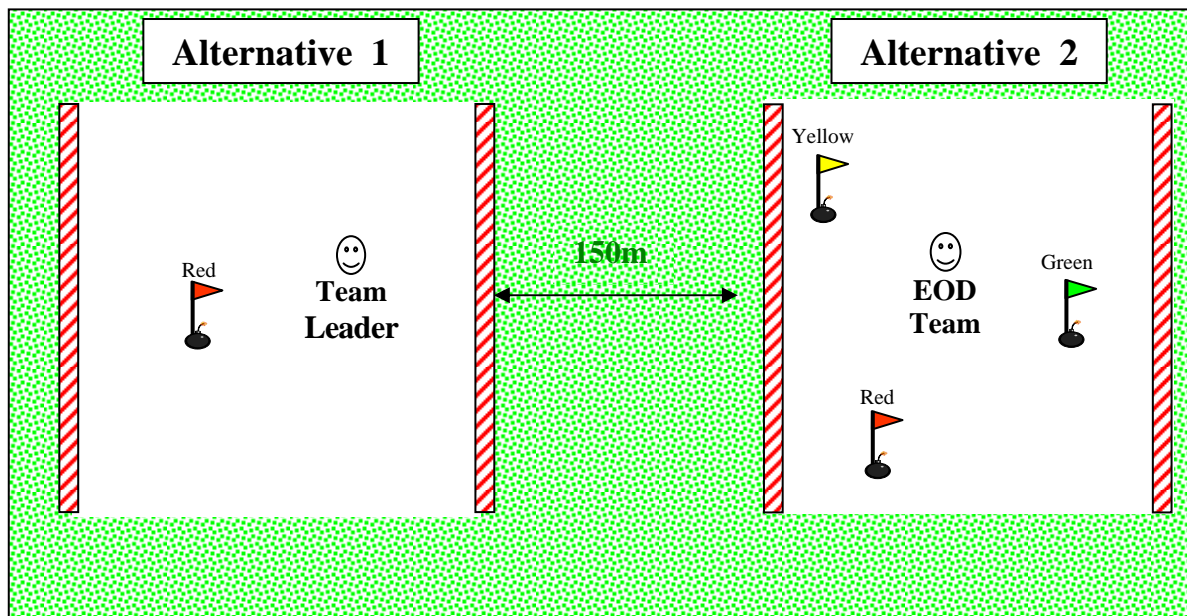 Alternative 1
Alternative 2
Yellow
150m
Red
Team
Leader
EOD
Team
Green
Red